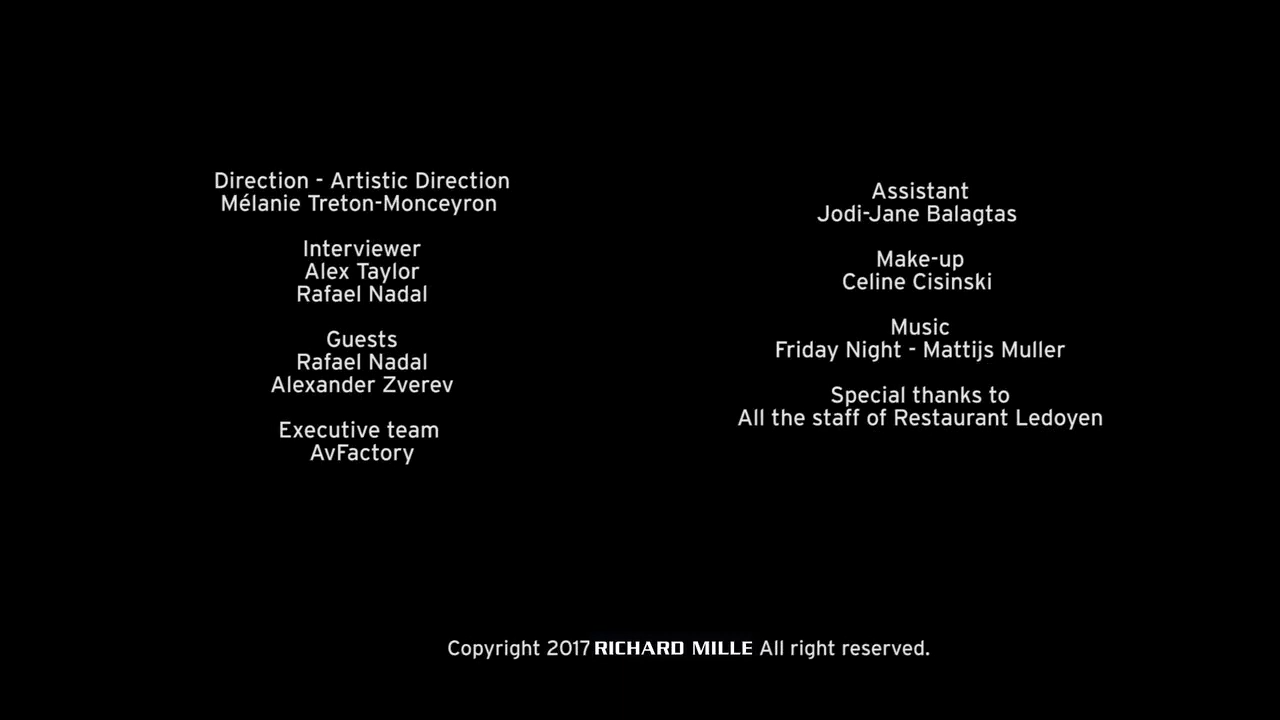 Direction - Artistic Direction
Mélanie Treton-Monceyron
Interviewer
Alex Taylor
Rafael Nadal
Guests
Rafael Nadal
Alexander Zverev
Executive team
AvFactory
Assistant
Jodi-Jane Balagtas
Make-up
Celine Cisinski
Music
Friday Night - Mattijs Muller
Special thanks to
All the staff of Restaurant Ledoyen
Copyright 2017 RICHARD MILLE All right reserved.